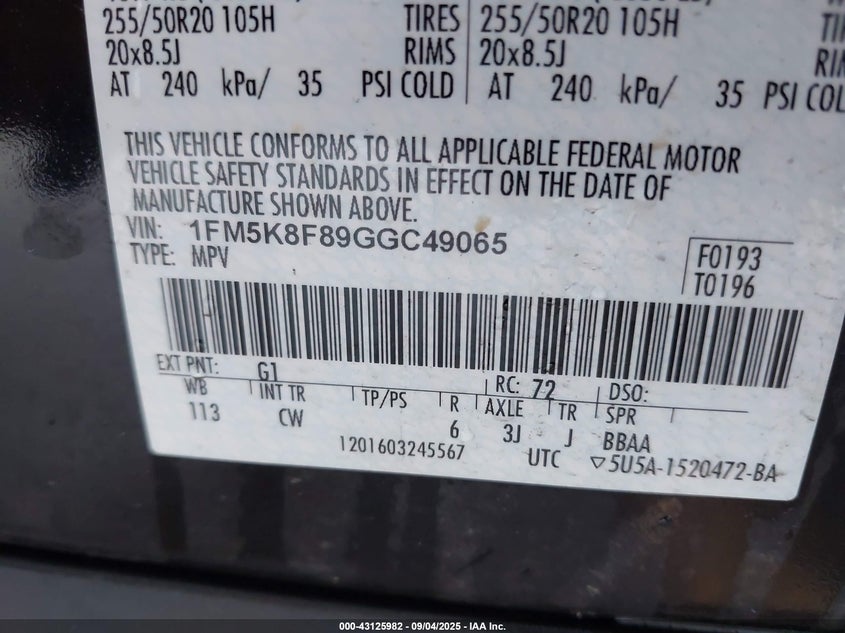 255/50R20 105H TIRES 255/50R20 105H
20x8.5J RIMS 20x8.5J
AT 240 kPa/ 35 PSI COLD AT 240 kPa/ 35 PSI COL
THIS VEHICLE CONFORMS TO ALL APPLICABLE FEDERAL MOTOR
VEHICLE SAFETY STANDARDS IN EFFECT ON THE DATE OF
MANUFACTURE SHOWN ABOVE.
VIN: 1FM5K8F89GGC49065
TYPE: MPV
F0193
T0196
EXT PNT: G1 RC: 72 DSO:
WB INT TR TP/PS R AXLE TR SPR
113 CW 6 3J J BBAA
1201603245567 UTC ▽5U5A-1520472-BA
000-43125982 - 09/04/2025 - IAA Inc.